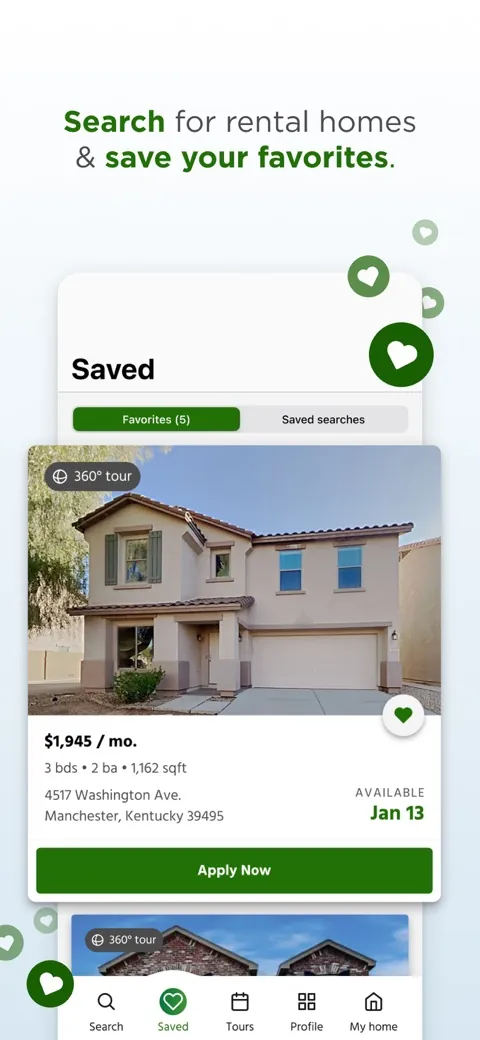 Search for rental homes
& save your favorites.
Saved
Favorites (5)
Saved searches
360° tour
$1,945 / mo.
3 bds • 2 ba • 1,162 sqft
4517 Washington Ave.
Manchester, Kentucky 39495
AVAILABLE
Jan 13
Apply Now
360° tour
Search
Saved
Tours
Profile
My home